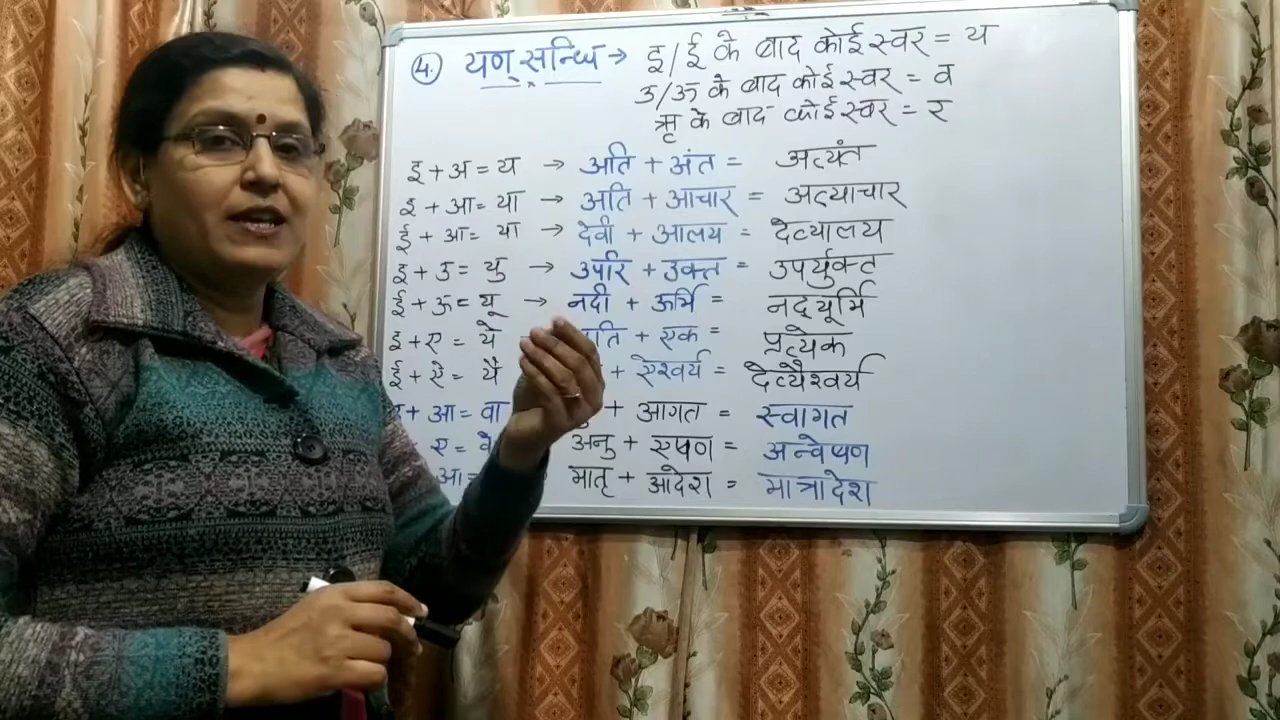 4. यण् सन्धि → इ/ई के बाद कोई स्वर = य
उ/ऊ के बाद कोई स्वर = व
ऋ के बाद कोई स्वर = र
इ + अ = य → अति + अंत = अत्यंत
इ + आ = या → अति + आचार = अत्याचार
ई + आ = या → देवी + आलय = देव्यालय
इ + उ = यु → उपरि + उक्त = उपर्युक्त
ई + ऊ = यू → नदी + ऊर्मि = नद्यूर्मि
इ + ए = ये + एक = प्रत्येक
ई + ऐ = यै + ऐश्वर्य = देव्यैश्वर्य
+ आ = वा + आगत = स्वागत
ए = वे अनु + एषण = अन्वेषण
आ = मातृ + आदेश = मात्रादेश